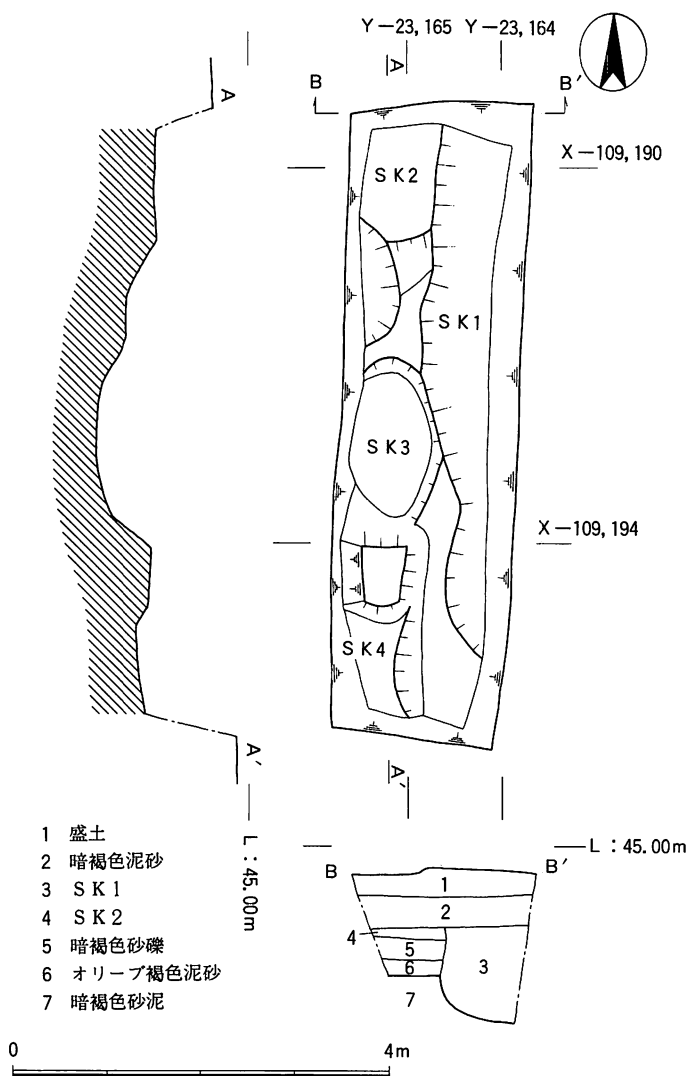 Y−23,165 Y−23,164
A
A
B B′
X−109,190
SK2
SK1
SK3
X−109,194
SK4
A′
A′
L：45.00m
L：45.00m
B B′
1
2
4
5
6
3
7
1 盛土
2 暗褐色泥砂
3 SK1
4 SK2
5 暗褐色砂礫
6 オリーブ褐色泥砂
7 暗褐色砂泥
0 4m